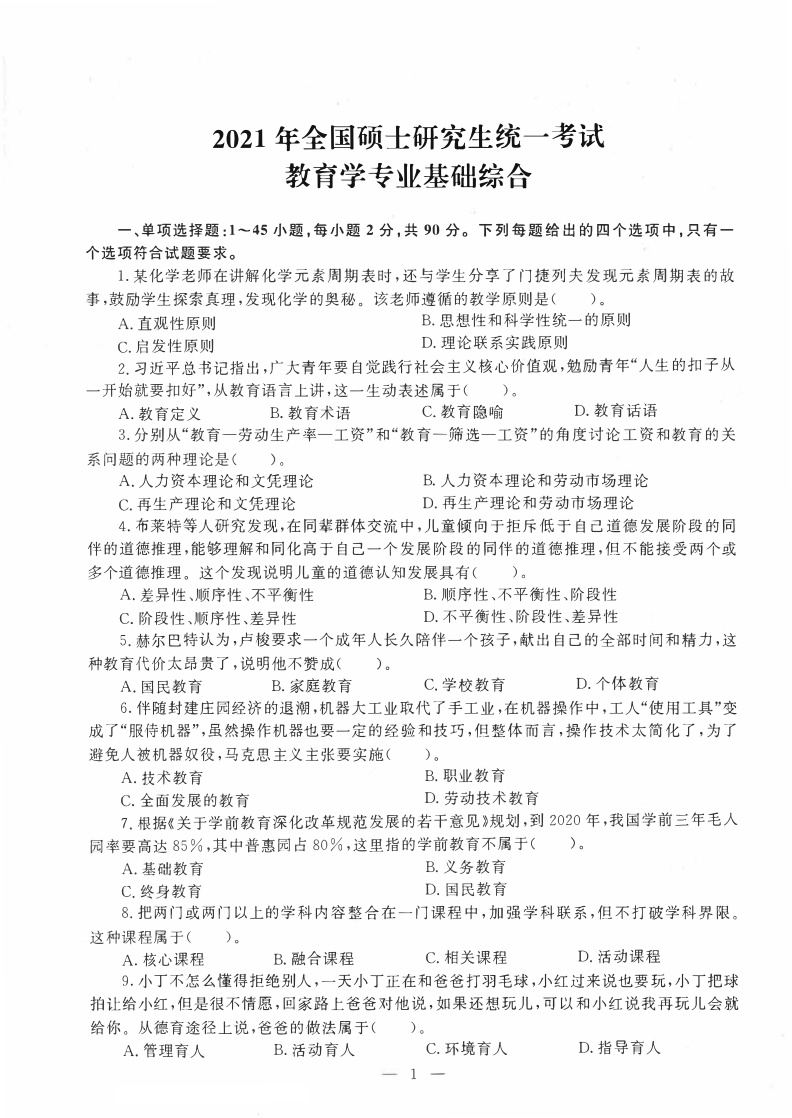 2021 年全国硕士研究生统一考试
教育学专业基础综合
一、单项选择题:1～45 小题,每小题 2 分,共 90 分。下列每题给出的四个选项中,只有一
个选项符合试题要求。
1. 某化学老师在讲解化学元素周期表时,还与学生分享了门捷列夫发现元素周期表的故
事,鼓励学生探索真理,发现化学的奥秘。该老师遵循的教学原则是(　　)。
A. 直观性原则　　B. 思想性和科学性统一的原则
C. 启发性原则　　D. 理论联系实践原则
2. 习近平总书记指出,广大青年要自觉践行社会主义核心价值观,勉励青年“人生的扣子从
一开始就要扣好”,从教育语言上讲,这一生动表述属于(　　)。
A. 教育定义　　B. 教育术语　　C. 教育隐喻　　D. 教育话语
3. 分别从“教育—劳动生产率—工资”和“教育—筛选—工资”的角度讨论工资和教育的关
系问题的两种理论是(　　)。
A. 人力资本理论和文凭理论　　B. 人力资本理论和劳动市场理论
C. 再生产理论和文凭理论　　D. 再生产理论和劳动市场理论
4. 布莱特等人研究发现,在同辈群体交流中,儿童倾向于拒斥低于自己道德发展阶段的同
伴的道德推理,能够理解和同化高于自己一个发展阶段的同伴的道德推理,但不能接受两个或
多个道德推理。这个发现说明儿童的道德认知发展具有(　　)。
A. 差异性、顺序性、不平衡性　　B. 顺序性、不平衡性、阶段性
C. 阶段性、顺序性、差异性　　D. 不平衡性、阶段性、差异性
5. 赫尔巴特认为,卢梭要求一个成年人长久陪伴一个孩子,献出自己的全部时间和精力,这
种教育代价太昂贵了,说明他不赞成(　　)。
A. 国民教育　　B. 家庭教育　　C. 学校教育　　D. 个体教育
6. 伴随封建庄园经济的退潮,机器大工业取代了手工业,在机器操作中,工人“使用工具”变
成了“服侍机器”,虽然操作机器也要一定的经验和技巧,但整体而言,操作技术太简化了,为了
避免人被机器奴役,马克思主义主张要实施(　　)。
A. 技术教育　　B. 职业教育
C. 全面发展的教育　　D. 劳动技术教育
7. 根据《关于学前教育深化改革规范发展的若干意见》规划,到 2020 年,我国学前三年毛人
园率要高达 85%,其中普惠园占 80%,这里指的学前教育不属于(　　)。
A. 基础教育　　B. 义务教育
C. 终身教育　　D. 国民教育
8. 把两门或两门以上的学科内容整合在一门课程中,加强学科联系,但不打破学科界限。
这种课程属于(　　)。
A. 核心课程　　B. 融合课程　　C. 相关课程　　D. 活动课程
9. 小丁不怎么懂得拒绝别人,一天小丁正在和爸爸打羽毛球,小红过来说也要玩,小丁把球
拍让给小红,但是很不情愿,回家路上爸爸对他说,如果还想玩儿,可以和小红说我再玩儿会就
给你。从德育途径上说,爸爸的做法属于(　　)。
A. 管理育人　　B. 活动育人　　C. 环境育人　　D. 指导育人
— 1 —